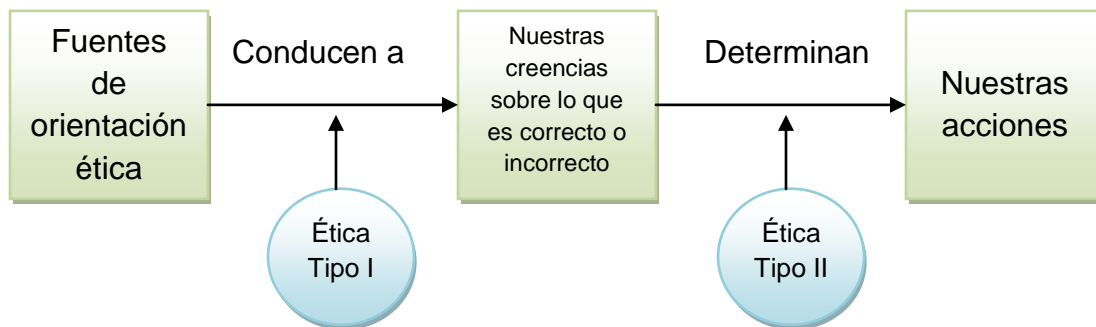 Fuentes
de
orientación
ética
Conducen a
Nuestras
creencias
sobre lo que
es correcto o
incorrecto
Determinan
Nuestras
acciones
Ética
Tipo I
Ética
Tipo II